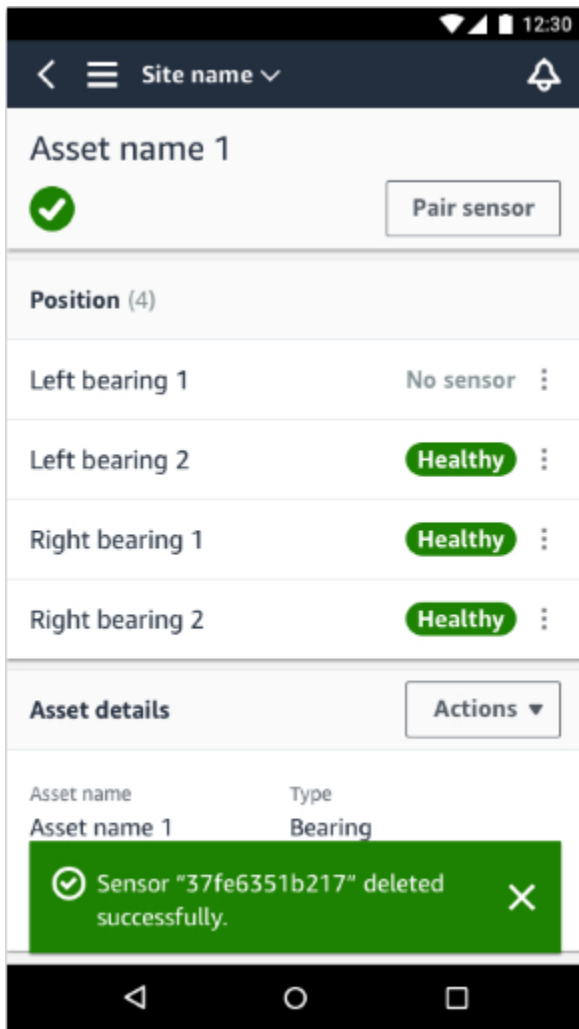 12:30
Site name
Asset name 1
Pair sensor
Position (4)
Left bearing 1 No sensor
Left bearing 2 Healthy
Right bearing 1 Healthy
Right bearing 2 Healthy
Asset details Actions
Asset name Type
Asset name 1 Bearing
Sensor “37fe6351b217” deleted
successfully.